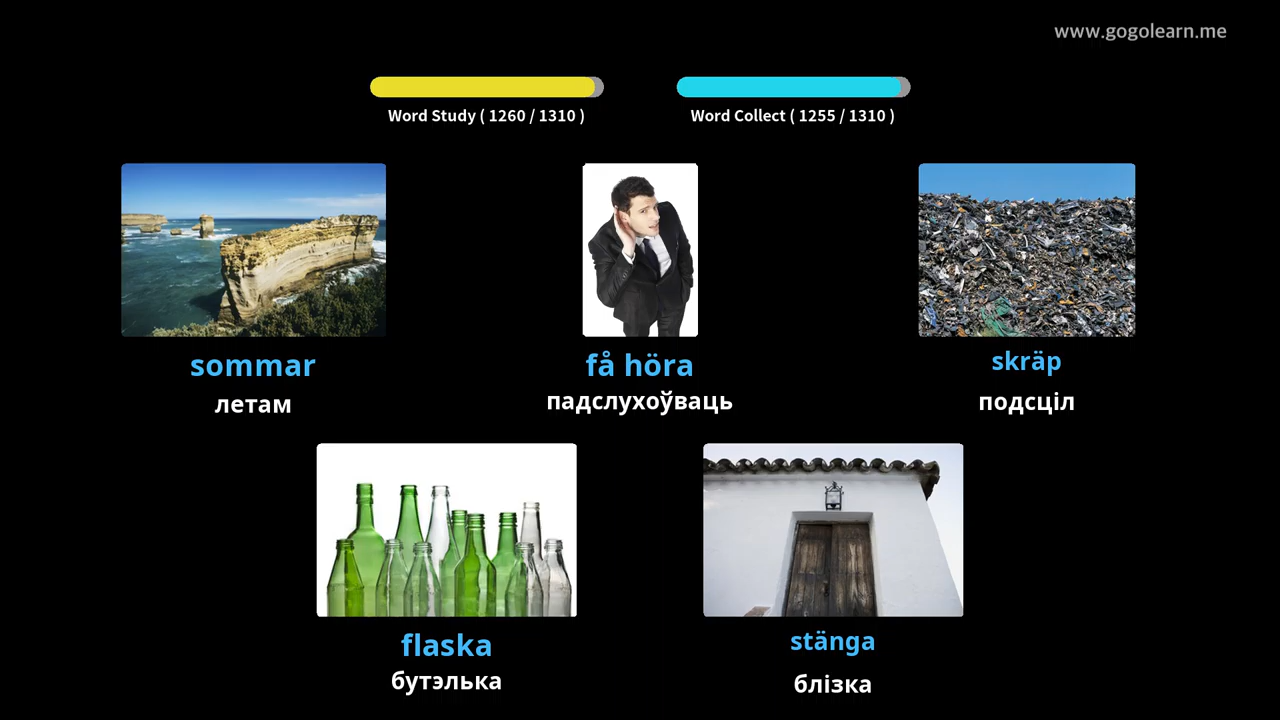 www.gogolearn.me
Word Study ( 1260 / 1310 )
Word Collect ( 1255 / 1310 )
sommar
летам
få höra
падслухоўваць
skräp
подсціл
flaska
бутэлька
stänga
блізка